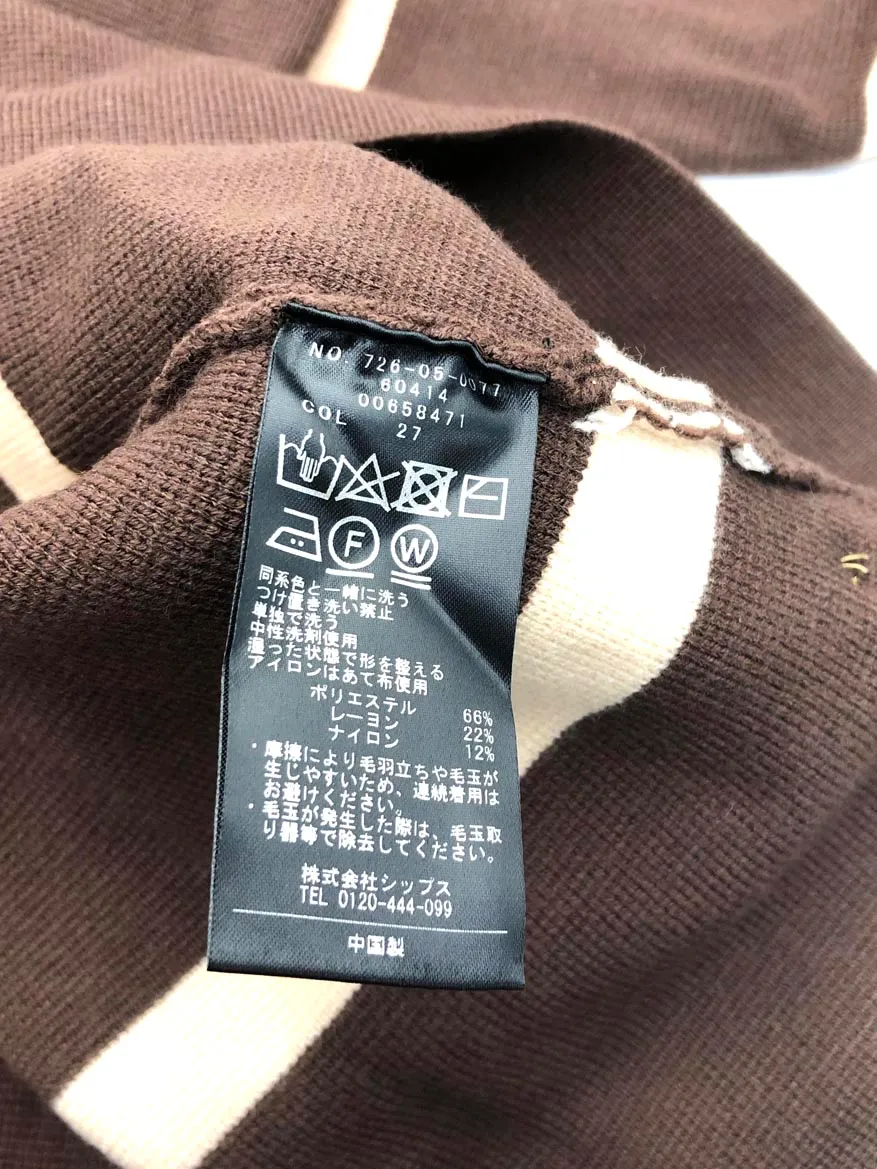 NO. 726-05-0077
60414
00658471
COL 27
F W
同系色と一緒に洗う
つけ置き洗い禁止
単独で洗う
中性洗剤使用
湿った状態で形を整える
アイロンはあて布使用
ポリエステル 66%
レーヨン 22%
ナイロン 12%
・摩擦により毛羽立ちや毛玉が
生じやすいため、連続着用は
お避けください。
・毛玉が発生した際は、毛玉取
り器等で除去してください。
株式会社シップス
TEL 0120-444-099
中国製